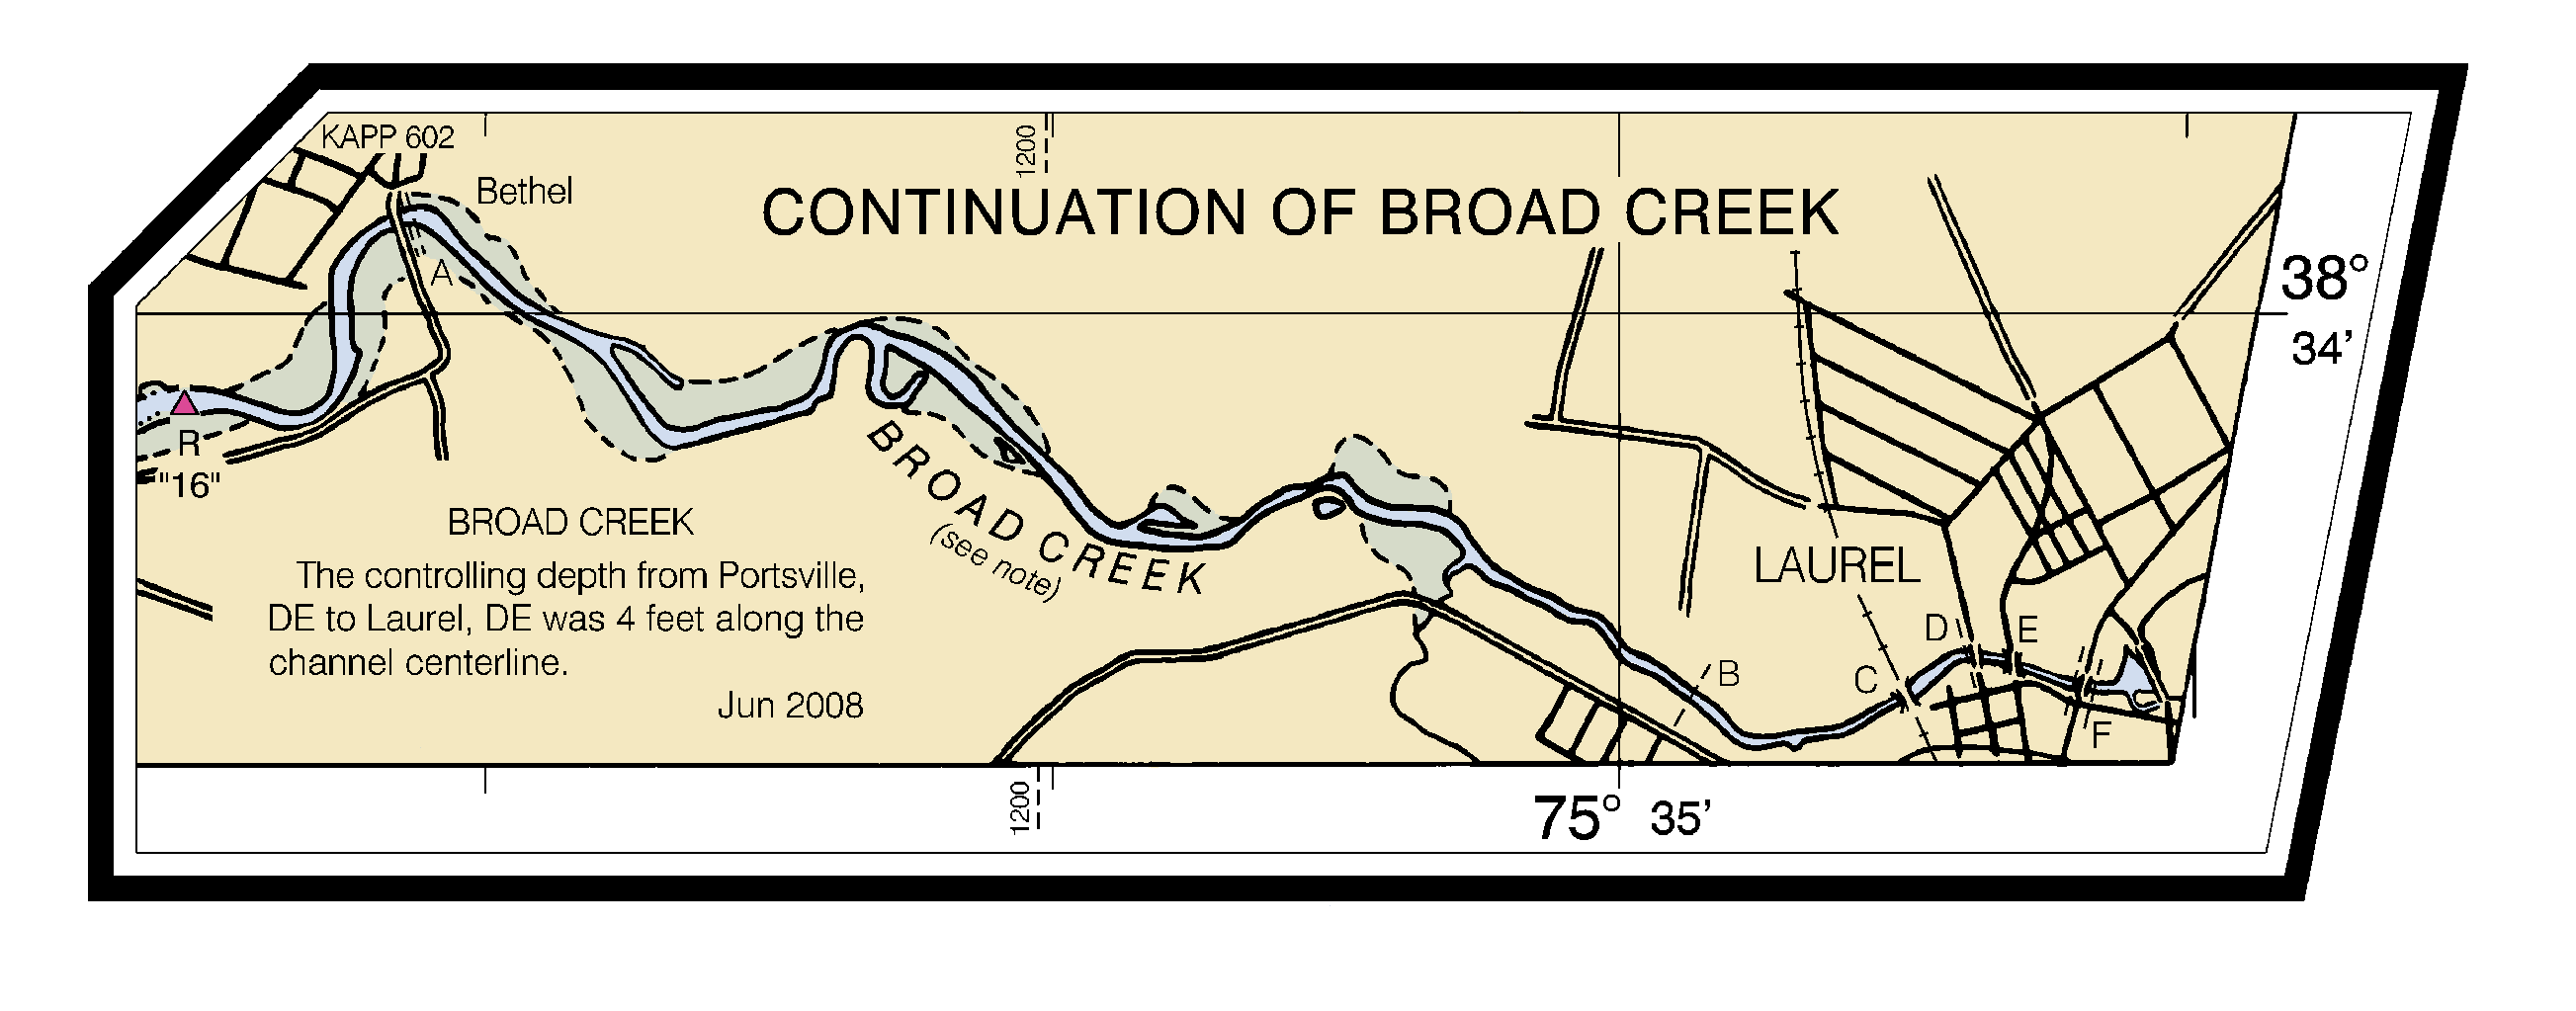 KAPP 602
1200
Bethel
CONTINUATION OF BROAD CREEK
A
38°
34’
R
"16"
BROAD CREEK
(see note)
BROAD CREEK
The controlling depth from Portsville,
DE to Laurel, DE was 4 feet along the
channel centerline.
Jun 2008
LAUREL
D
E
B
C
F
1200
75° 35’